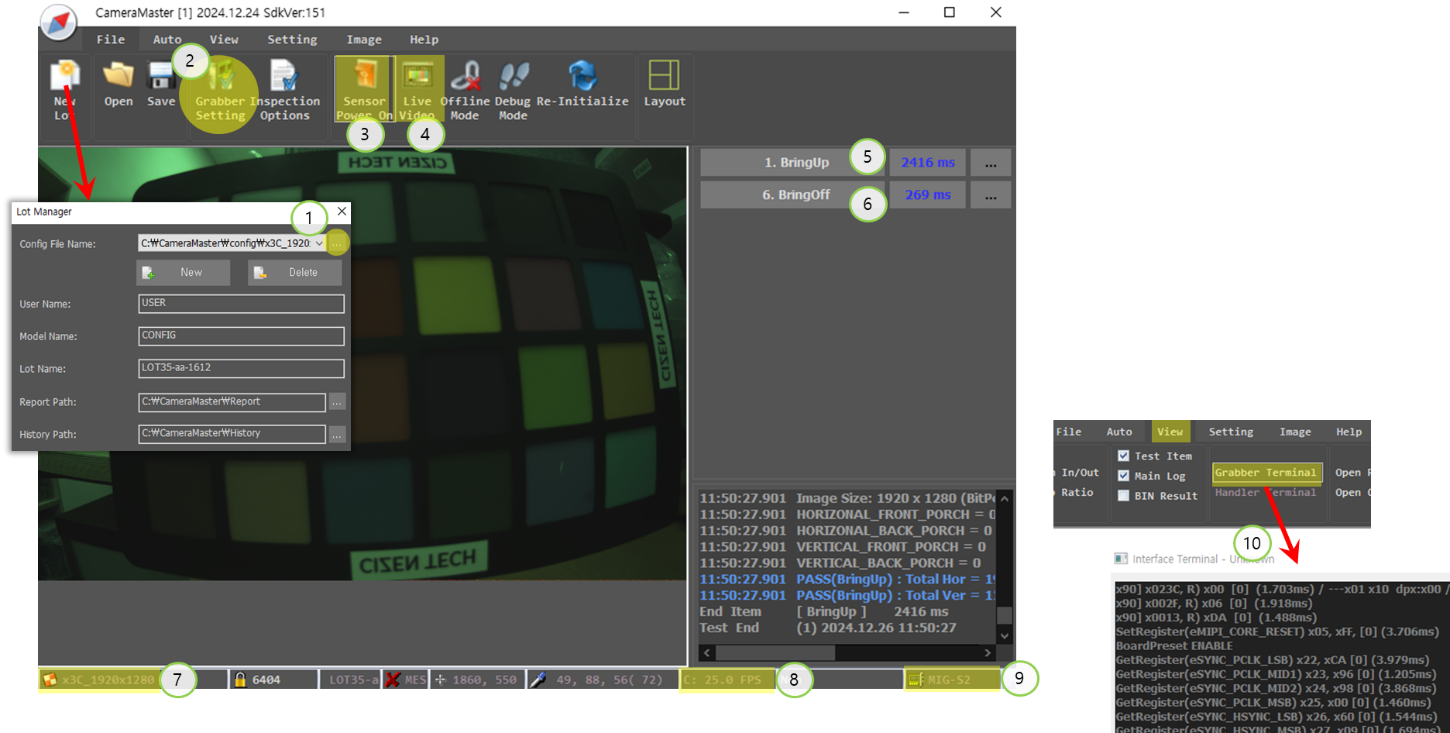 CameraMaster [1] 2024.12.24 SdkVer:151
File Auto View Setting Image Help
2
New Lot
Open
Save
Grabber Setting
Inspection Options
Sensor Power On
Live Video
Offline Mode
Debug Mode
Re-Initialize
Layout
3
4
CIZEN TECH
CIZEN TECH
CIZEN TECH
1. BringUp
5
2416 ms
...
6. BringOff
6
269 ms
...
Lot Manager
1
Config File Name:
C:₩CameraMaster₩config₩x3C_1920:
...
New
Delete
User Name:
USER
Model Name:
CONFIG
Lot Name:
LOT35-aa-1612
Report Path:
C:₩CameraMaster₩Report
...
History Path:
C:₩CameraMaster₩History
...
11:50:27.901 Image Size: 1920 x 1280 (BitPe
11:50:27.901 HORIZONAL_FRONT_PORCH = 0
11:50:27.901 HORIZONAL_BACK_PORCH = 0
11:50:27.901 VERTICAL_FRONT_PORCH = 0
11:50:27.901 VERTICAL_BACK_PORCH = 0
11:50:27.901 PASS(BringUp) : Total Hor = 19
11:50:27.901 PASS(BringUp) : Total Ver = 1
End Item [ BringUp ] 2416 ms
Test End (1) 2024.12.26 11:50:27
x3C_1920x1280
7
6404
LOT35-a
MES
1860, 550
49, 88, 56( 72)
C: 25.0 FPS
8
MIG-S2
9
File Auto View Setting Image Help
In/Out
Ratio
Test Item
Main Log
BIN Result
Grabber Terminal
Handler Terminal
Open
Open
10
Interface Terminal - Unknown
x90] x023C, R) x00 [0] (1.703ms) / ---x01 x10 dpx:x00 /
x90] x002F, R) x06 [0] (1.918ms)
x90] x0013, R) xDA [0] (1.488ms)
SetRegister(eMIPI_CORE_RESET) x05, xFF, [0] (3.706ms)
BoardPreset ENABLE
GetRegister(eSYNC_PCLK_LSB) x22, xCA [0] (3.979ms)
GetRegister(eSYNC_PCLK_MID1) x23, x96 [0] (1.205ms)
GetRegister(eSYNC_PCLK_MID2) x24, x98 [0] (3.868ms)
GetRegister(eSYNC_PCLK_MSB) x25, x00 [0] (1.460ms)
GetRegister(eSYNC_HSYNC_LSB) x26, x60 [0] (1.544ms)
GetRegister(eSYNC_HSYNC_MSB) x27, x09 [0] (1.694ms)